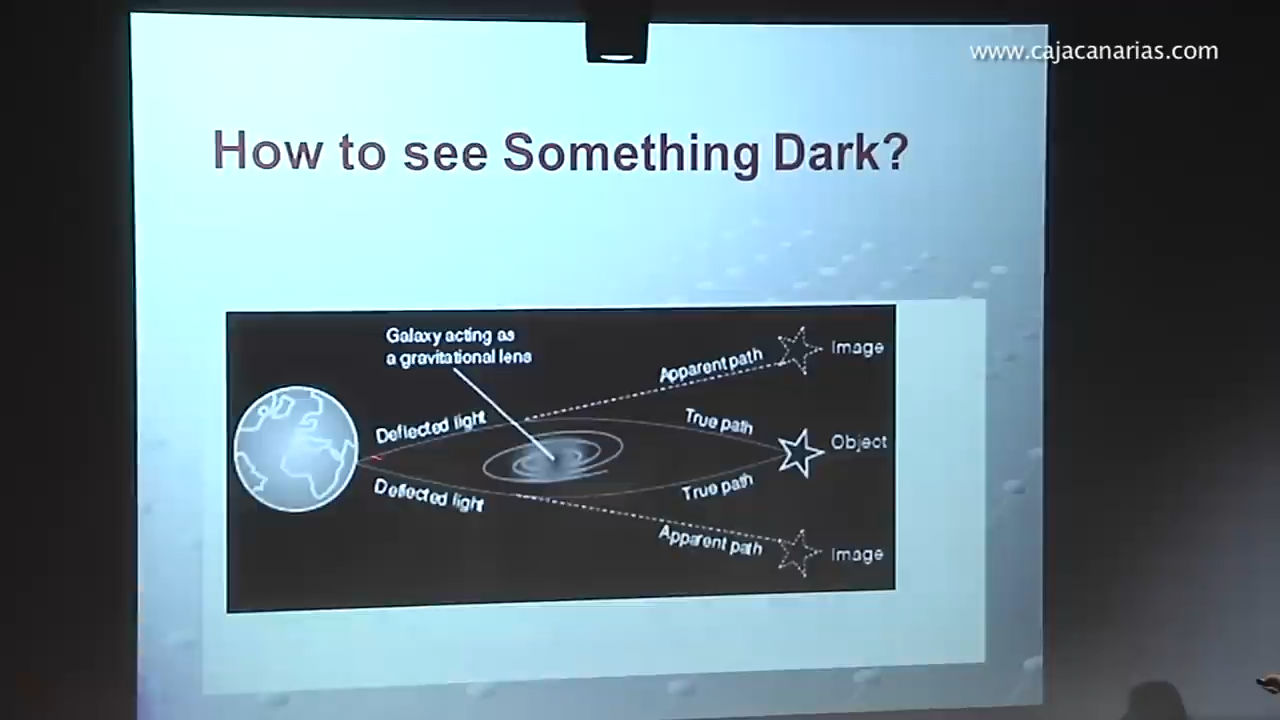 www.cajacanarias.com
How to see Something Dark?
Galaxy acting as
a gravitational lens
Apparent path
Image
Deflected light
True path
Object
Deflected light
True path
Apparent path
Image